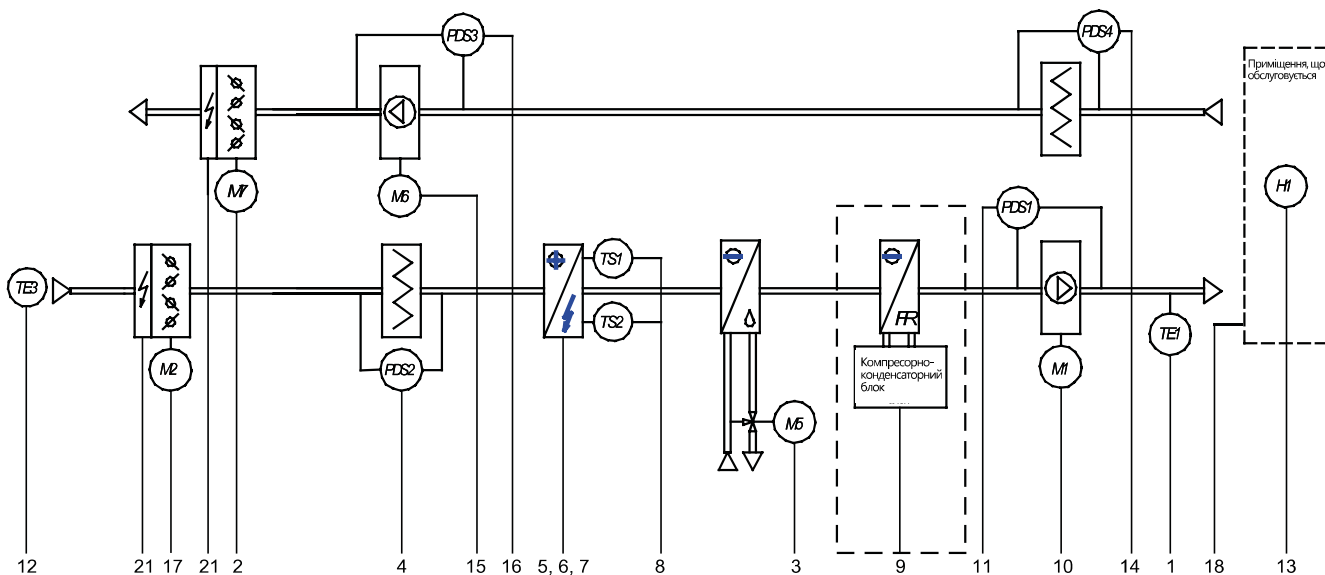 PDS3
PDS4
Приміщення, що
обслуговується
M7
M6
H1
PDS1
TE3
TS1
TS2
FR
TE1
M2
PDS2
Компресорно-
конденсаторний
блок
M1
M5
12 21 17 21 2 4 15 16 5, 6, 7 8 3 9 11 10 14 1 18 13